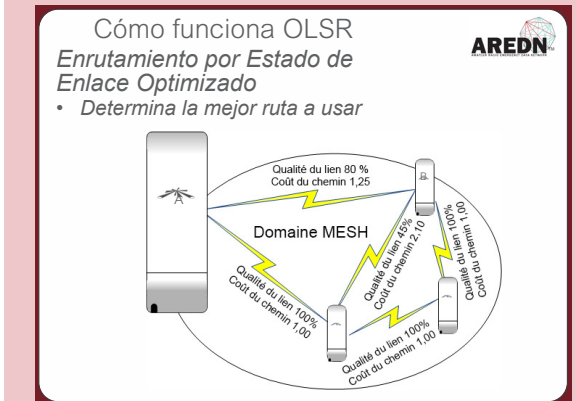 Cómo funciona OLSR
Enrutamiento por Estado de
Enlace Optimizado
• Determina la mejor ruta a usar
AREDN
Qualité du lien 80 %
Coût du chemin 1,25
A
B
Domaine MESH
Qualité du lien 45%
Coût du chemin 2,10
Qualité du lien 100%
Coût du chemin 1,00
Qualité du lien 100%
Coût du chemin 1,00
Qualité du lien 100%
Coût du chemin 1,00